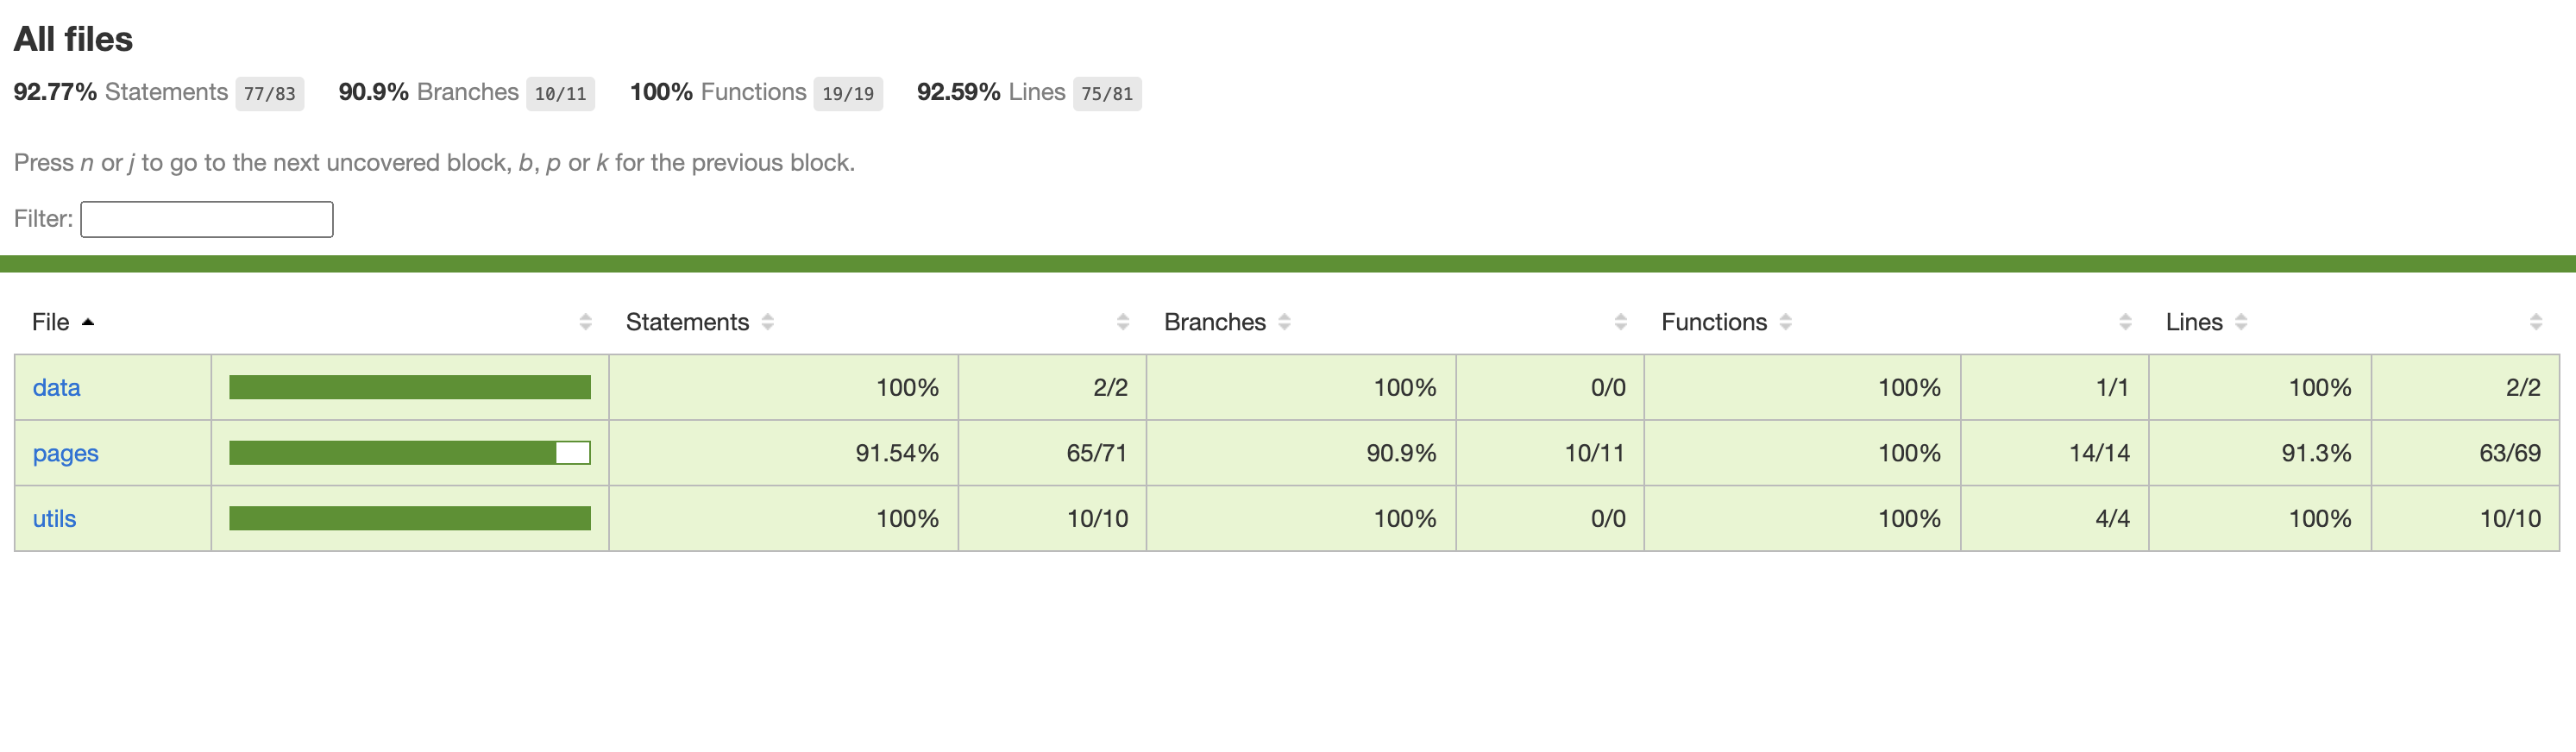 All files
92.77% Statements 77/83 90.9% Branches 10/11 100% Functions 19/19 92.59% Lines 75/81
Press n or j to go to the next uncovered block, b, p or k for the previous block.
Filter:
File Statements Branches Functions Lines
data 100% 2/2 100% 0/0 100% 1/1 100% 2/2
pages 91.54% 65/71 90.9% 10/11 100% 14/14 91.3% 63/69
utils 100% 10/10 100% 0/0 100% 4/4 100% 10/10